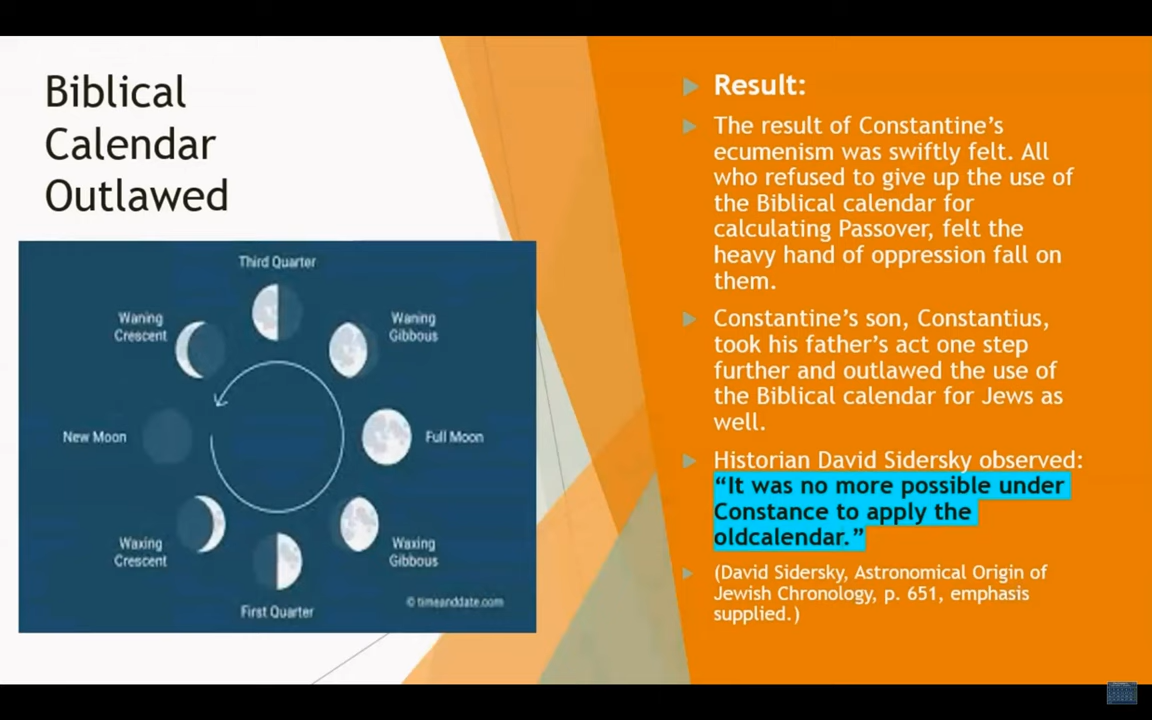 Biblical
Calendar
Outlawed
Third Quarter
Waning
Crescent
Waning
Gibbous
New Moon
Full Moon
Waxing
Crescent
Waxing
Gibbous
First Quarter
© timeanddate.com
Result:
The result of Constantine’s
ecumenism was swiftly felt. All
who refused to give up the use of
the Biblical calendar for
calculating Passover, felt the
heavy hand of oppression fall on
them.
Constantine’s son, Constantius,
took his father’s act one step
further and outlawed the use of
the Biblical calendar for Jews as
well.
Historian David Sidersky observed:
“It was no more possible under
Constance to apply the
oldcalendar.”
(David Sidersky, Astronomical Origin of
Jewish Chronology, p. 651, emphasis
supplied.)